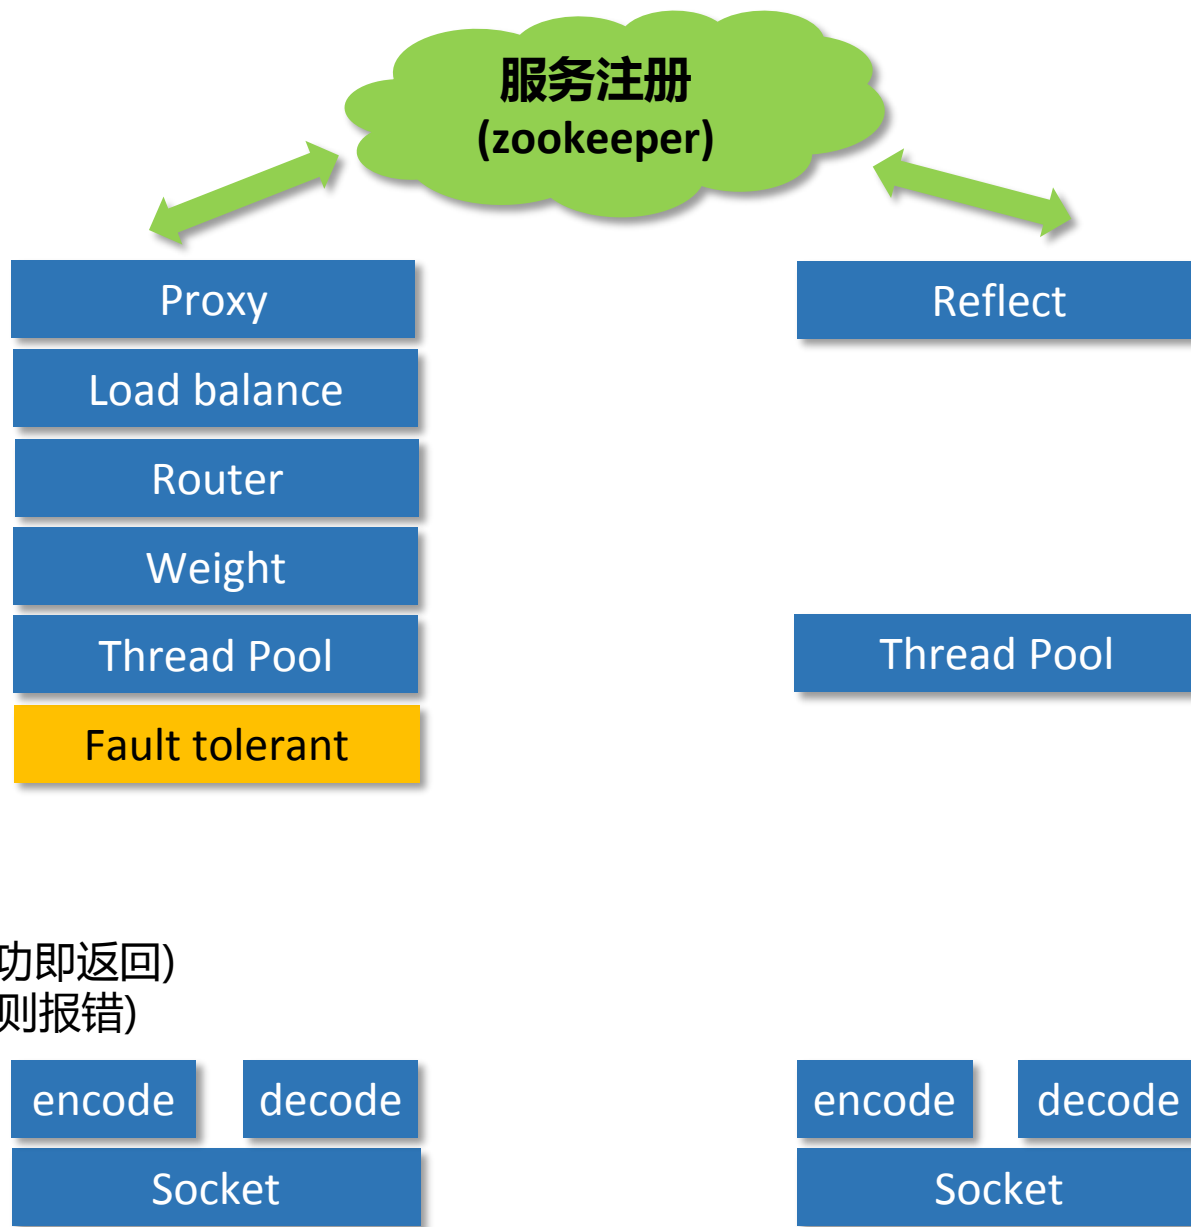 服务注册
(zookeeper)
Proxy
Reflect
Load balance
Router
Weight
Thread Pool
Thread Pool
Fault tolerant
功即返回)
则报错)
encode
decode
encode
decode
Socket
Socket